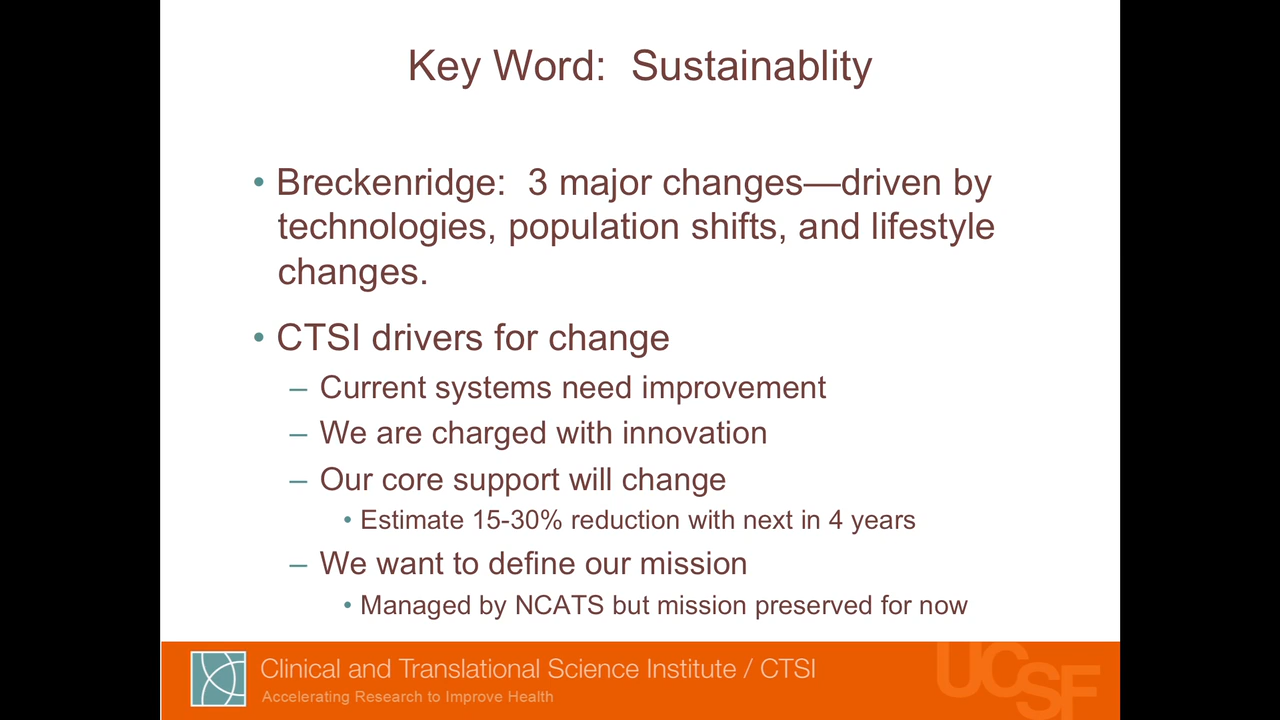 Key Word:  Sustainablity
• Breckenridge:  3 major changes—driven by
technologies, population shifts, and lifestyle
changes.
• CTSI drivers for change
– Current systems need improvement
– We are charged with innovation
– Our core support will change
• Estimate 15-30% reduction with next in 4 years
– We want to define our mission
• Managed by NCATS but mission preserved for now
Clinical and Translational Science Institute / CTSI
Accelerating Research to Improve Health
UCSF